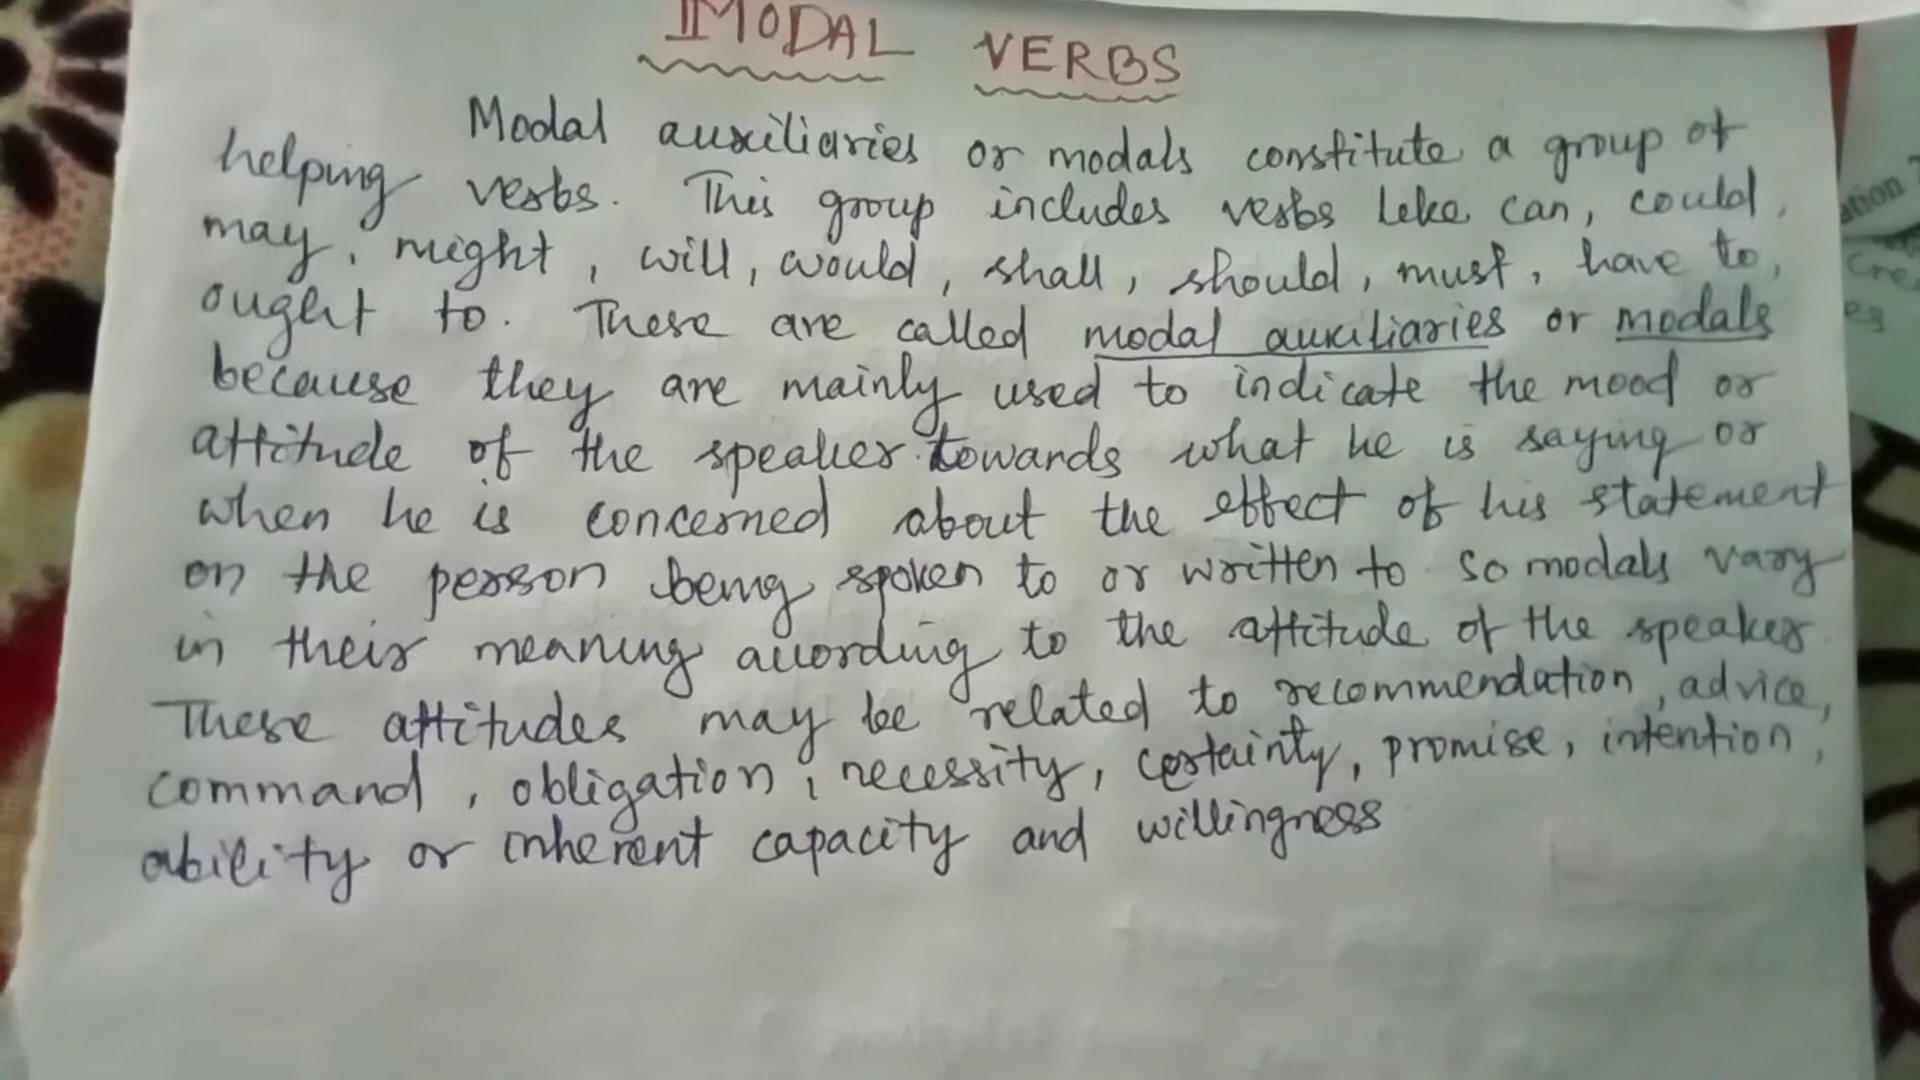 MODAL VERBS
Modal auxiliaries or modals constitute a group of
helping verbs. This group includes verbs like can, could,
may, might, will, would, shall, should, must, have to,
ought to. These are called modal auxiliaries or modals
because they are mainly used to indicate the mood or
attitude of the speaker towards what he is saying or
when he is concerned about the effect of his statement
on the person being spoken to or written to. So modals vary
in their meaning according to the attitude of the speaker.
These attitudes may be related to recommendation, advice,
command, obligation, necessity, certainty, promise, intention,
ability or inherent capacity and willingness
ation
Cre
es